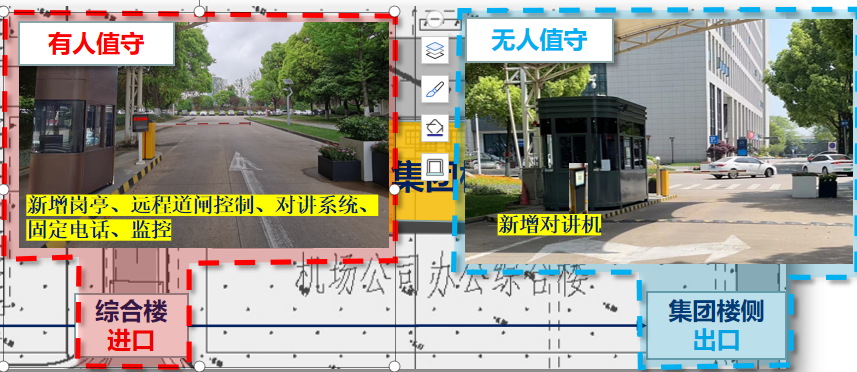 有人值守
无人值守
新增岗亭、远程道闸控制、对讲系统、
固定电话、监控
集团
新增对讲机
机场公司办公综合楼
综合楼
进口
集团楼侧
出口